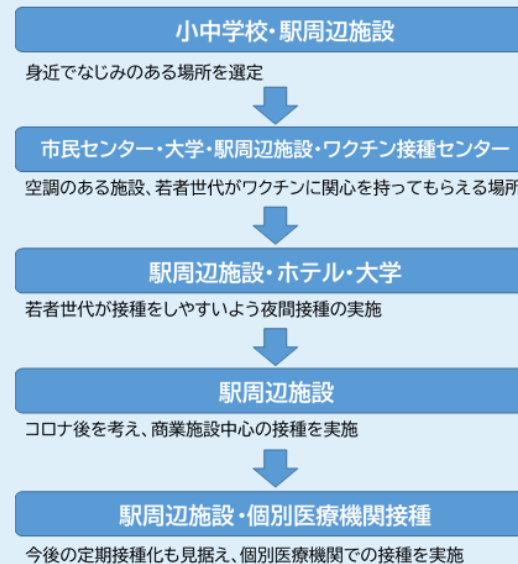 小中学校・駅周辺施設
身近でなじみのある場所を選定
市民センター・大学・駅周辺施設・ワクチン接種センター
空調のある施設、若者世代がワクチンに関心を持ってもらえる場所
駅周辺施設・ホテル・大学
若者世代が接種をしやすいよう夜間接種の実施
駅周辺施設
コロナ後を考え、商業施設中心の接種を実施
駅周辺施設・個別医療機関接種
今後の定期接種化も見据え、個別医療機関での接種を実施